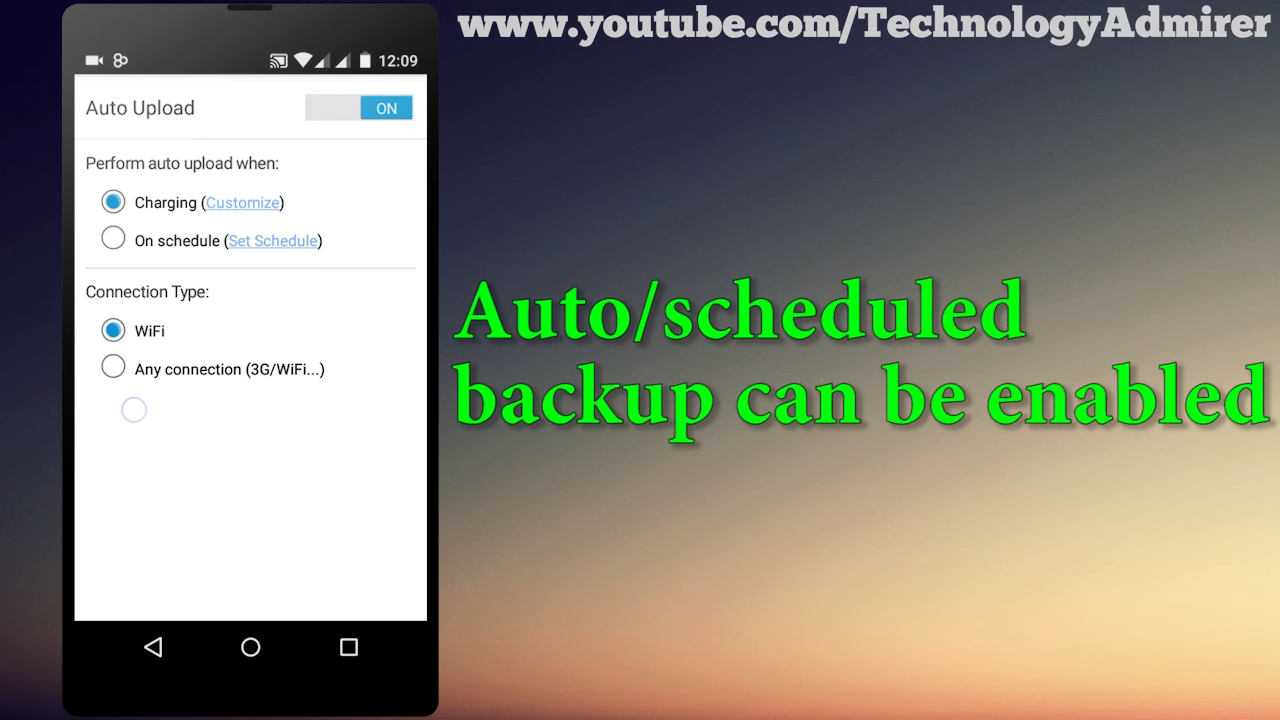 www.youtube.com/TechnologyAdmirer
12:09
Auto Upload
ON
Perform auto upload when:
Charging (Customize)
On schedule (Set Schedule)
Connection Type:
WiFi
Any connection (3G/WiFi...)
Auto/scheduled
backup can be enabled